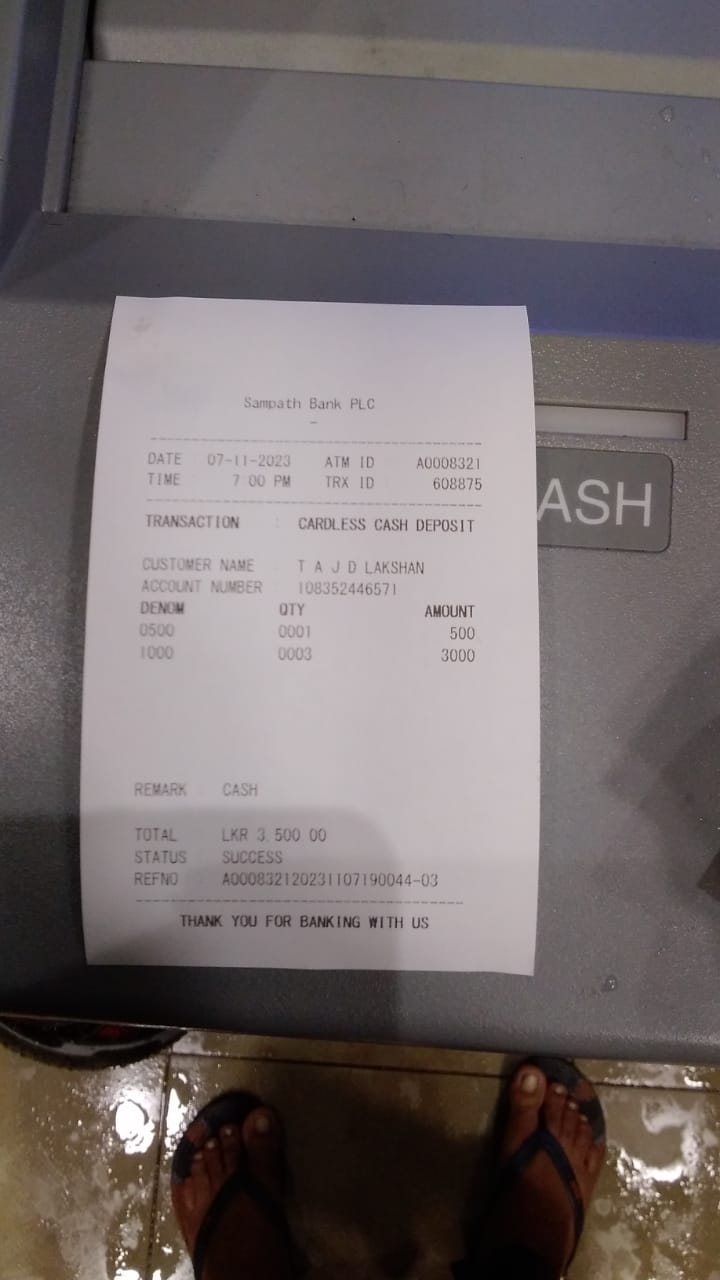 Sampath Bank PLC
-
DATE : 07-11-2023 ATM ID A0008321
TIME : 7:00 PM TRX ID 608875
TRANSACTION : CARDLESS CASH DEPOSIT
CUSTOMER NAME : T A J D LAKSHAN
ACCOUNT NUMBER : 108352446571
DENOM QTY AMOUNT
0500 0001 500
1000 0003 3000
REMARK : CASH
TOTAL : LKR 3,500.00
STATUS : SUCCESS
REFNO : A000832120231107190044-03
THANK YOU FOR BANKING WITH US
ASH